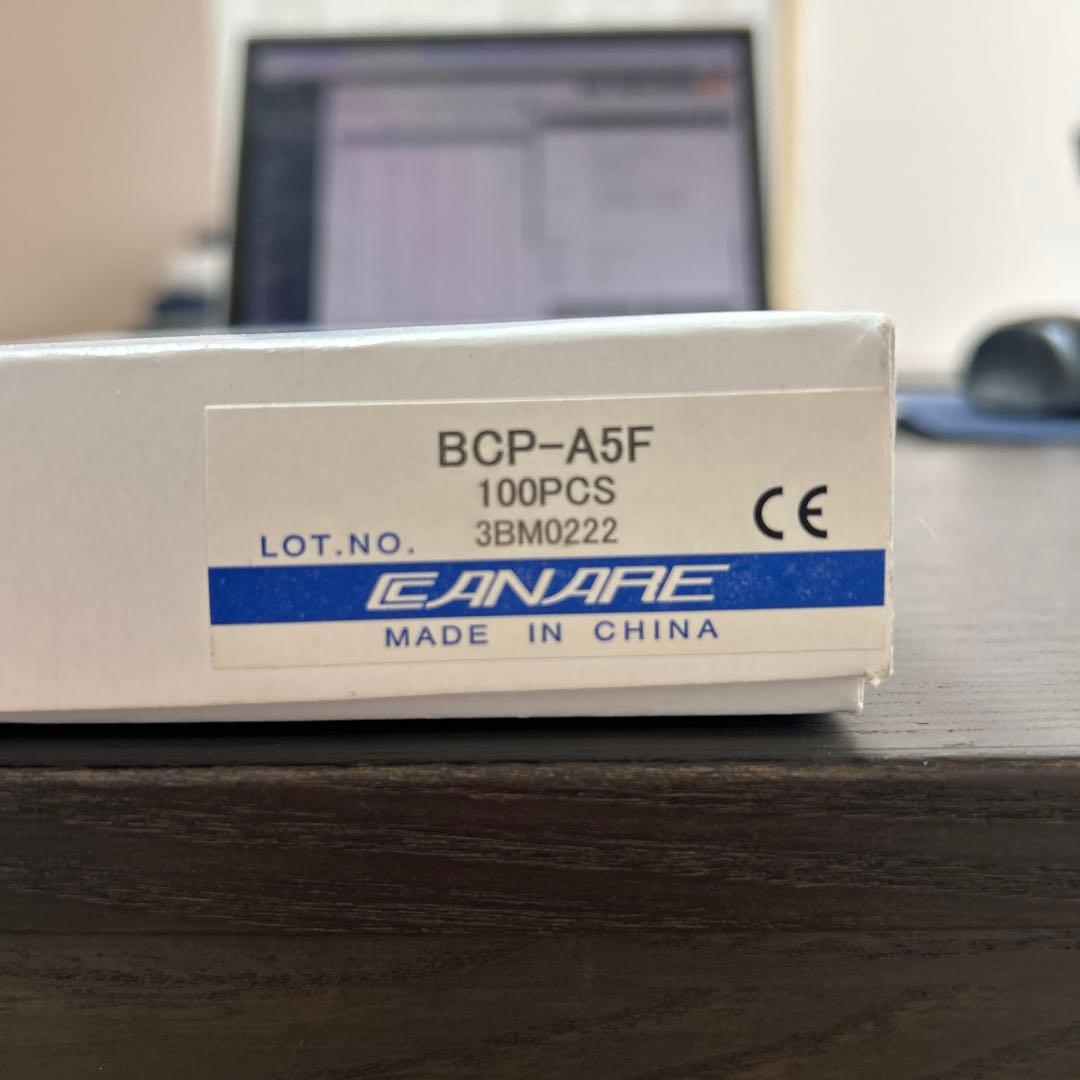 BCP-A5F
100PCS
LOT.NO. 3BM0222
CANARE
MADE IN CHINA
CE